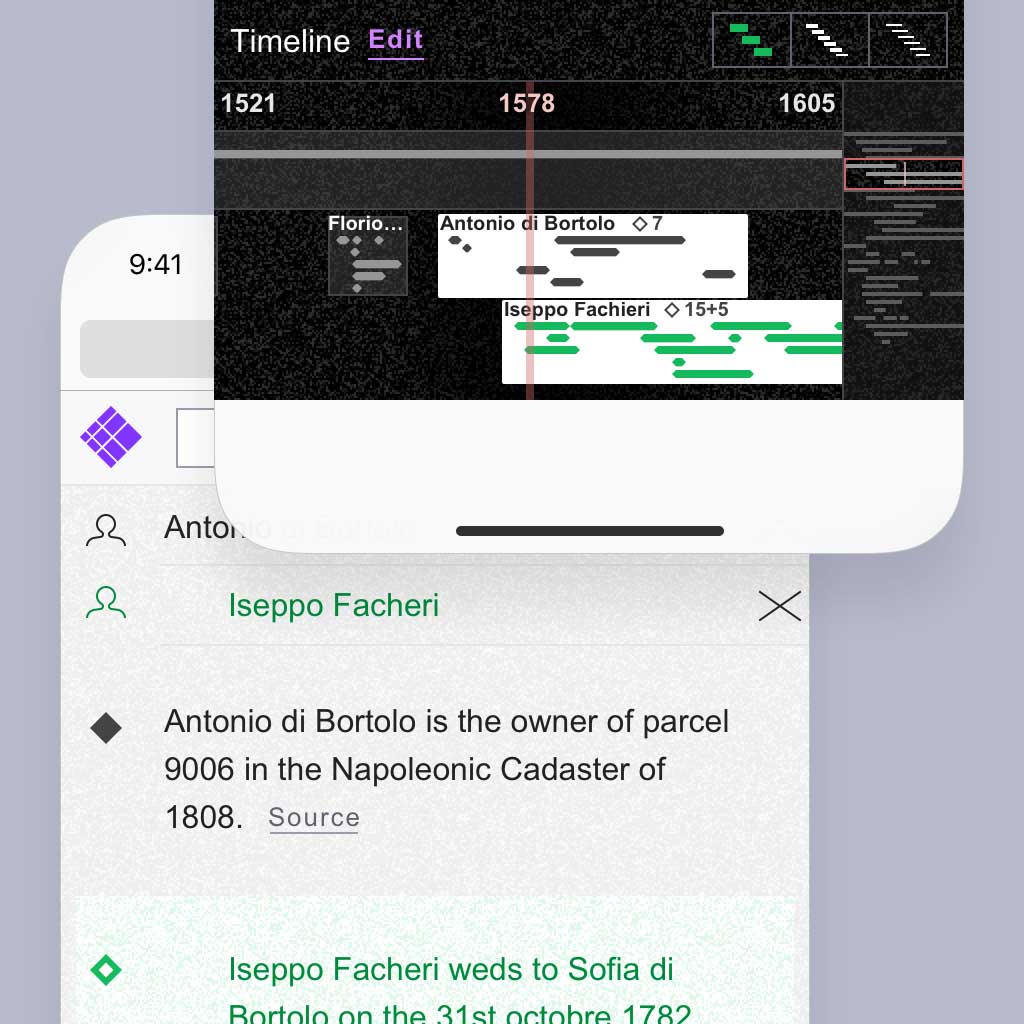 Timeline Edit
1521 1578 1605
Florio… Antonio di Bortolo ◇ 7
Iseppo Fachieri ◇ 15+5
9:41
Antonio di Bortolo
Iseppo Facheri
Antonio di Bortolo is the owner of parcel
9006 in the Napoleonic Cadaster of
1808. Source
Iseppo Facheri weds to Sofia di
Bortolo on the 31st octobre 1782